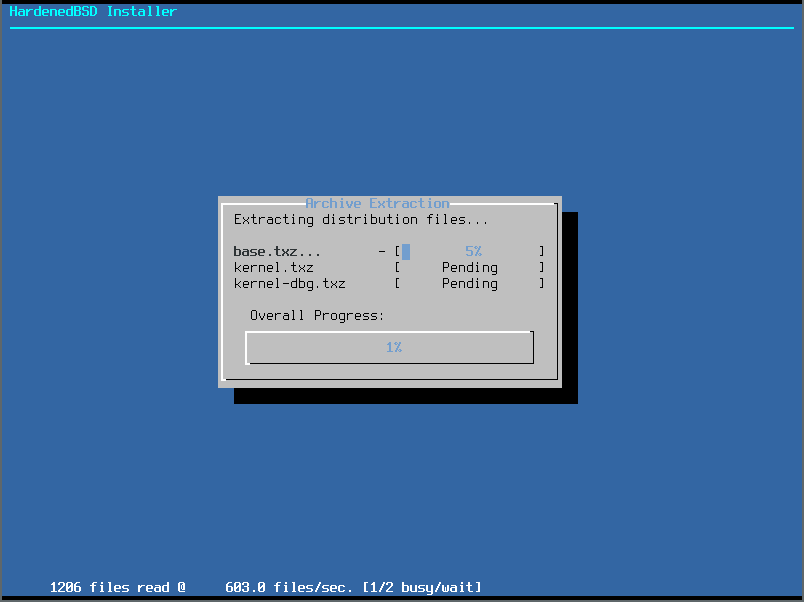 HardenedBSD Installer
Archive Extraction
Extracting distribution files...
base.txz... - [ 5% ]
kernel.txz [ Pending ]
kernel-dbg.txz [ Pending ]
Overall Progress:
1%
1206 files read @ 603.0 files/sec. [1/2 busy/wait]